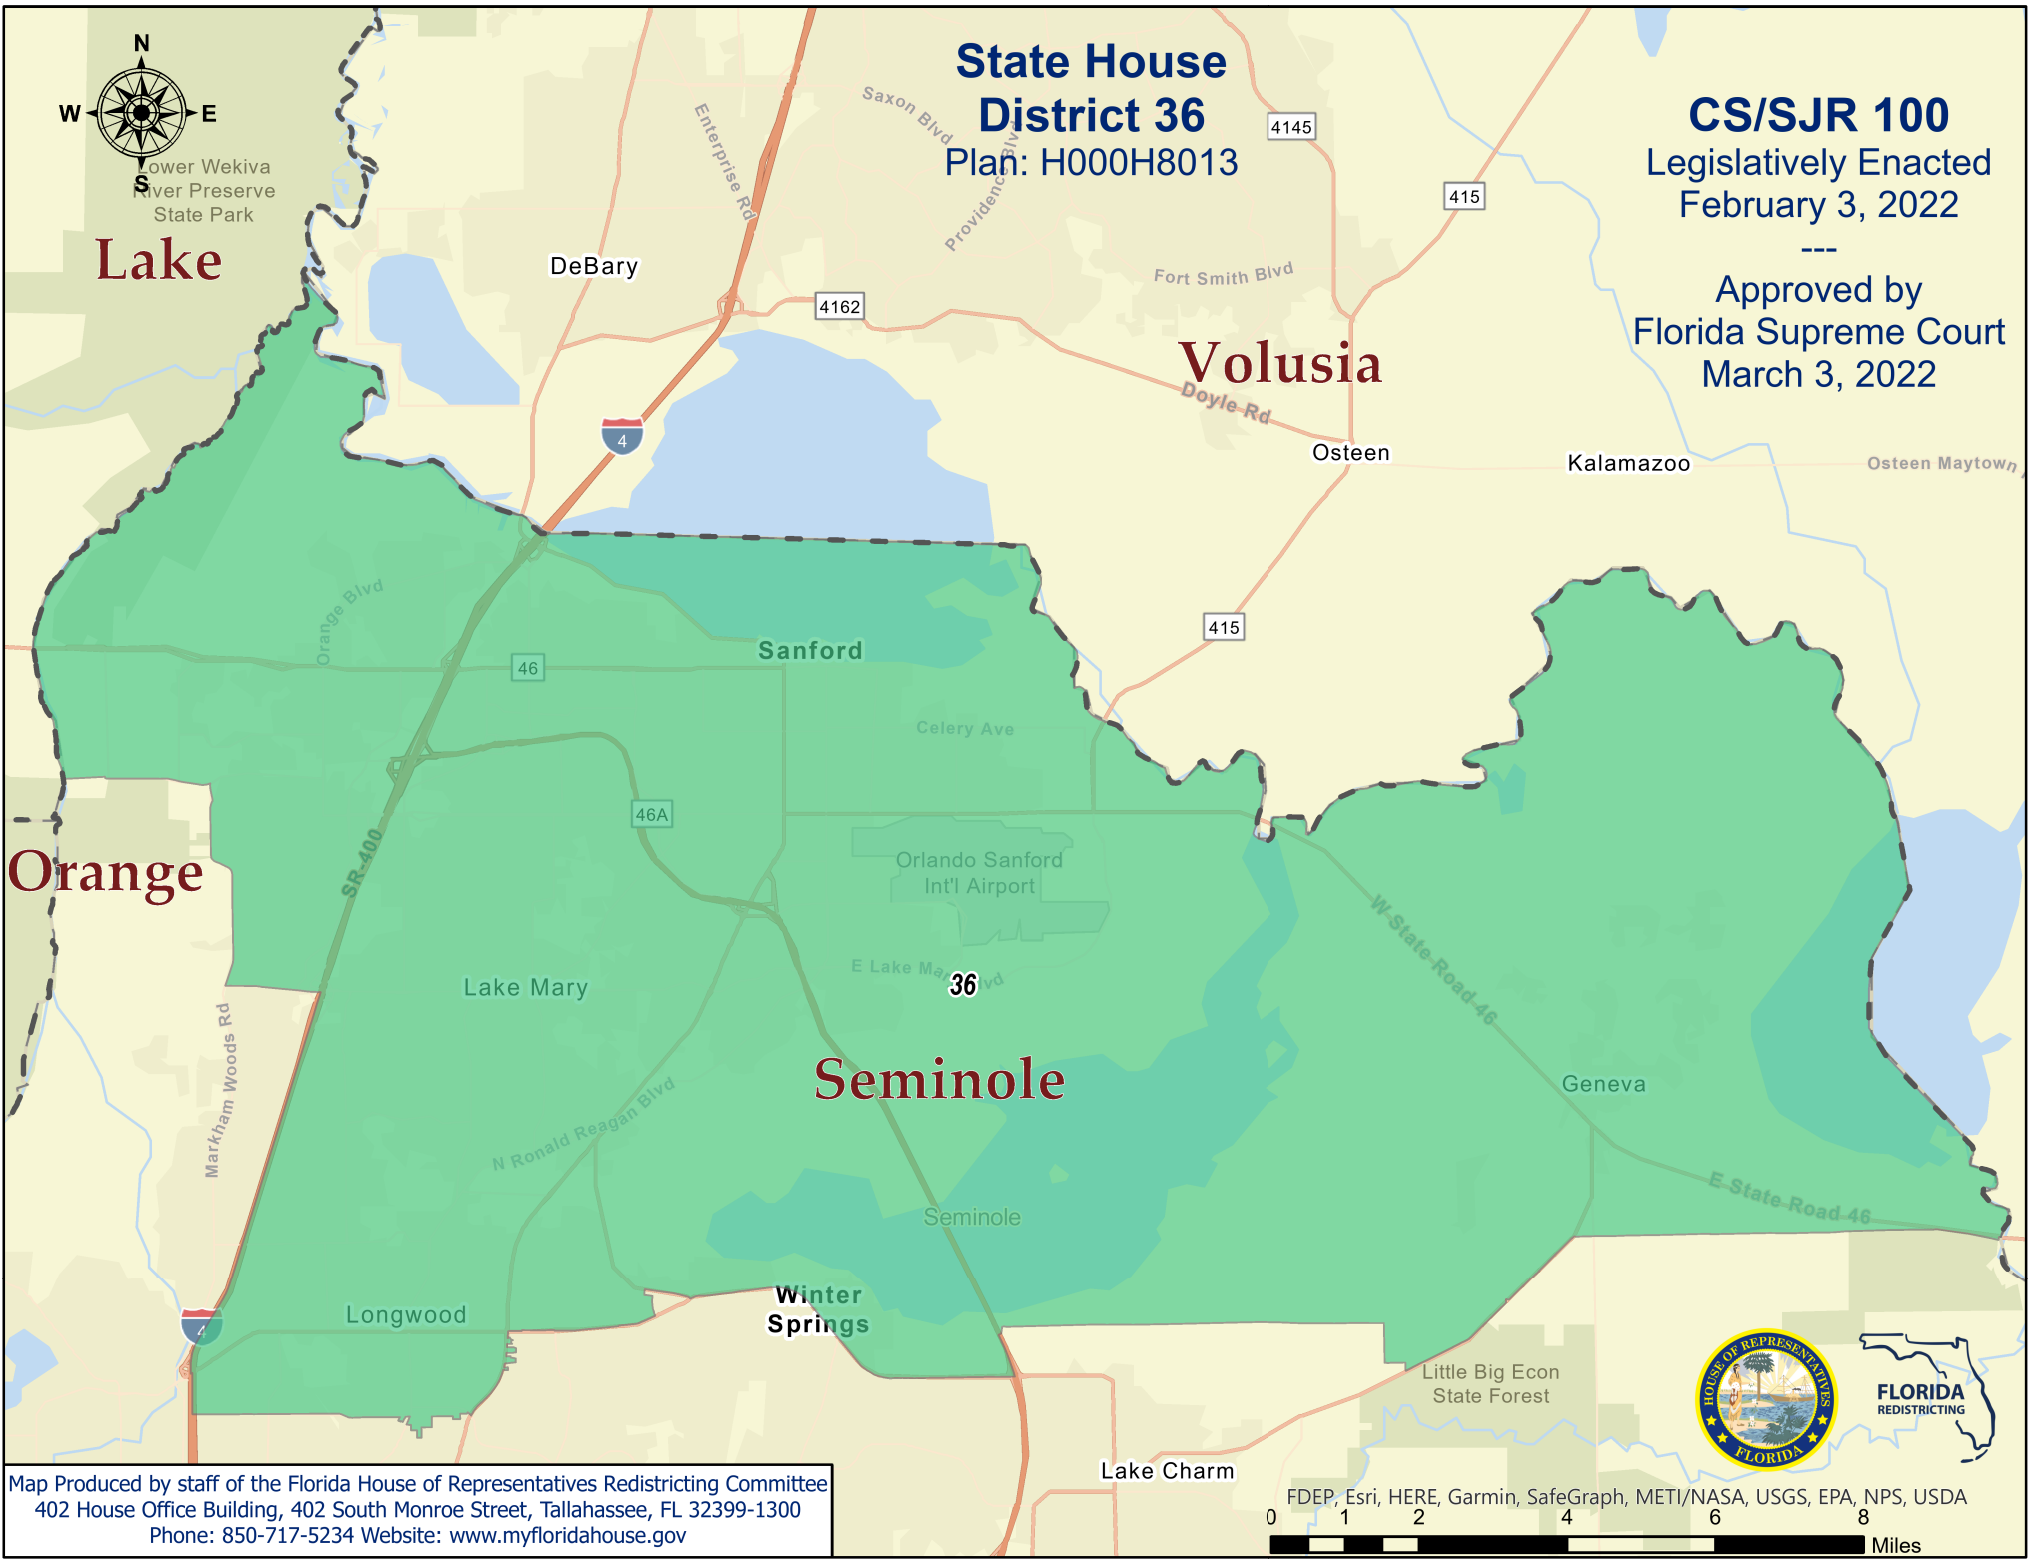 State House
District 36
Plan: H000H8013
CS/SJR 100
Legislatively Enacted
February 3, 2022
---
Approved by
Florida Supreme Court
March 3, 2022
N
W
E
S
Lower Wekiva
River Preserve
State Park
Lake
Enterprise Rd
Saxon Blvd
Providence Blvd
4145
415
DeBary
Fort Smith Blvd
4162
Volusia
Doyle Rd
4
Osteen
Kalamazoo
Osteen Maytown
Orange Blvd
415
Sanford
46
Celery Ave
46A
Orange
SR-400
Orlando Sanford
Int'l Airport
W State Road 46
E Lake Mary Blvd
36
Lake Mary
Markham Woods Rd
Seminole
Geneva
N Ronald Reagan Blvd
E State Road 46
Seminole
Winter
Springs
Longwood
4
Little Big Econ
State Forest
Lake Charm
HOUSE OF REPRESENTATIVES
FLORIDA
FLORIDA
REDISTRICTING
Map Produced by staff of the Florida House of Representatives Redistricting Committee
402 House Office Building, 402 South Monroe Street, Tallahassee, FL 32399-1300
Phone: 850-717-5234 Website: www.myfloridahouse.gov
FDEP, Esri, HERE, Garmin, SafeGraph, METI/NASA, USGS, EPA, NPS, USDA
0 1 2 4 6 8
Miles